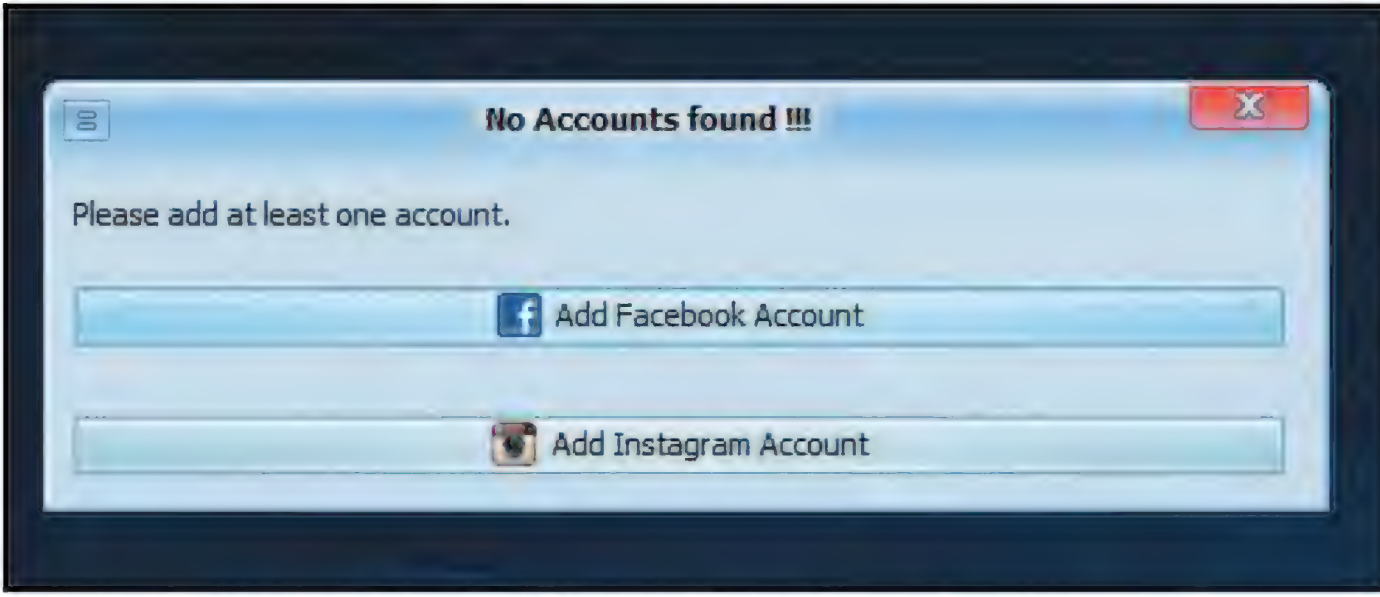 No Accounts found !!!
Please add at least one account.
Add Facebook Account
Add Instagram Account